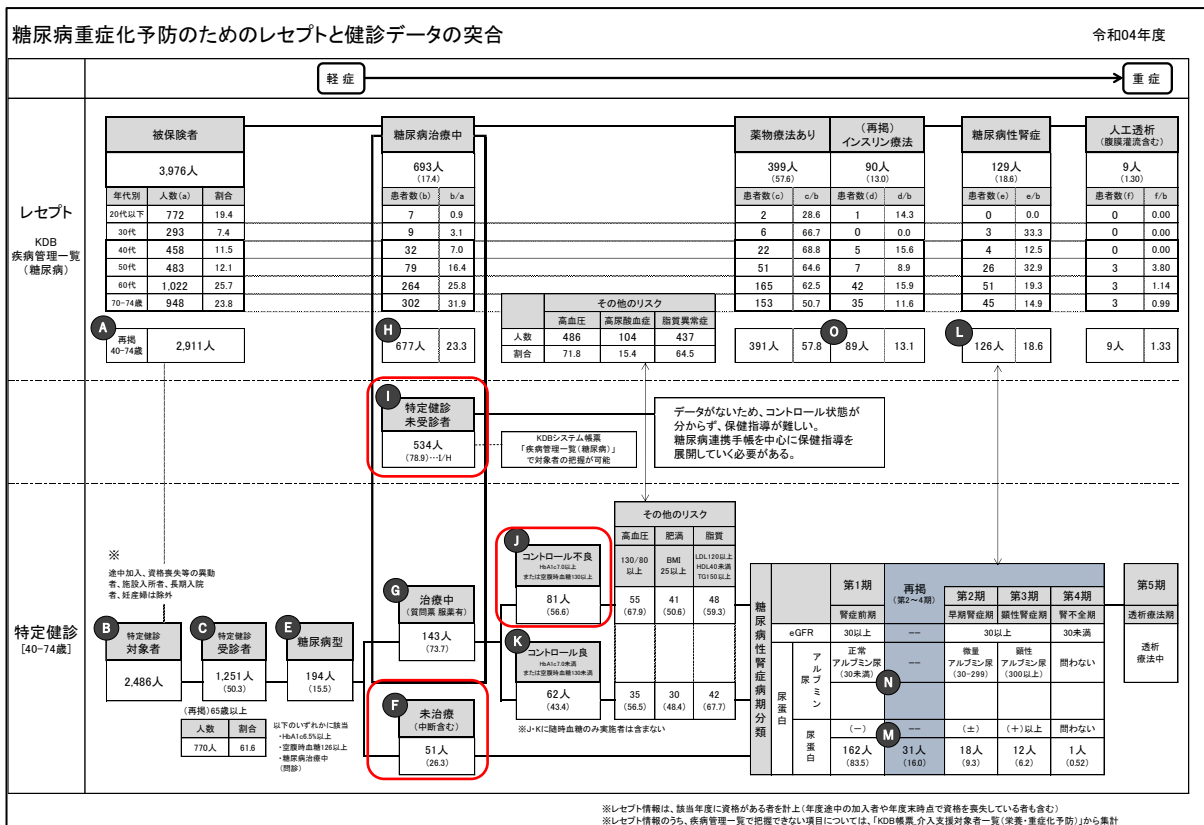 糖尿病重症化予防のためのレセプトと健診データの突合
令和04年度
軽症
重症
レセプト
KDB
疾病管理一覧
（糖尿病）
被保険者
3,976人
年代別 人数(a) 割合
20代以下 772 19.4
30代 293 7.4
40代 458 11.5
50代 483 12.1
60代 1,022 25.7
70-74歳 948 23.8
A
再掲
40-74歳
2,911人
糖尿病治療中
693人
(17.4)
患者数(b) b/a
7 0.9
9 3.1
32 7.0
79 16.4
264 25.8
302 31.9
H
677人 23.3
その他のリスク
高血圧 高尿酸血症 脂質異常症
人数 486 104 437
割合 71.8 15.4 64.5
薬物療法あり
399人
(57.6)
患者数(c) c/b
2 28.6
6 66.7
22 68.8
51 64.6
165 62.5
153 50.7
391人 57.8
(再掲)
インスリン療法
90人
(13.0)
患者数(d) d/b
1 14.3
0 0.0
5 15.6
7 8.9
42 15.9
35 11.6
O
89人 13.1
糖尿病性腎症
129人
(18.6)
患者数(e) e/b
0 0.0
3 33.3
4 12.5
26 32.9
51 19.3
45 14.9
L
126人 18.6
人工透析
(腹膜灌流含む)
9人
(1.30)
患者数(f) f/b
0 0.00
0 0.00
0 0.00
3 3.80
3 1.14
3 0.99
9人 1.33
I
特定健診
未受診者
534人
(78.9)…I/H
KDBシステム帳票
「疾病管理一覧（糖尿病）」
で対象者の把握が可能
データがないため、コントロール状態が
分からず、保健指導が難しい。
糖尿病連携手帳を中心に保健指導を
展開していく必要がある。
特定健診
[40-74歳]
※
途中加入、資格喪失等の異動
者、施設入所者、長期入院
者、妊産婦は除外
B
特定健診
対象者
2,486人
C
特定健診
受診者
1,251人
(50.3)
(再掲)65歳以上
人数 割合
770人 61.6
E
糖尿病型
194人
(15.5)
以下のいずれかに該当
・HbA1c6.5%以上
・空腹時血糖126以上
・糖尿病治療中
(問診)
G
治療中
(質問票 服薬有)
143人
(73.7)
F
未治療
(中断含む)
51人
(26.3)
J
コントロール不良
HbA1c7.0以上
または空腹時血糖130以上
81人
(56.6)
K
コントロール良
HbA1c7.0未満
または空腹時血糖130未満
62人
(43.4)
※J・Kに随時血糖のみ実施者は含まない
その他のリスク
高血圧 肥満 脂質
130/80
以上
BMI
25以上
LDL120以上
HDL40未満
TG150以上
55 41 48
(67.9) (50.6) (59.3)
35 30 42
(56.5) (48.4) (67.7)
糖尿病性腎症病期分類
第1期 再掲 第2期 第3期 第4期
(第2～4期)
腎症前期 早期腎症期 顕性腎症期 腎不全期
eGFR 30以上 -- 30以上 30未満
尿蛋白
尿アルブミン
正常
アルブミン尿
(30未満)
--
微量
アルブミン尿
(30-299)
顕性
アルブミン尿
(300以上)
問わない
N
尿蛋白
(－) -- (±) (＋)以上 問わない
M
162人 31人 18人 12人 1人
(83.5) (16.0) (9.3) (6.2) (0.52)
第5期
透析療法期
透析
療法中
※レセプト情報は、該当年度に資格がある者を計上（年度途中の加入者や年度末時点で資格を喪失している者も含む）
※レセプト情報のうち、疾病管理一覧で把握できない項目については、「KDB帳票_介入支援対象者一覧（栄養・重症化予防）」から集計